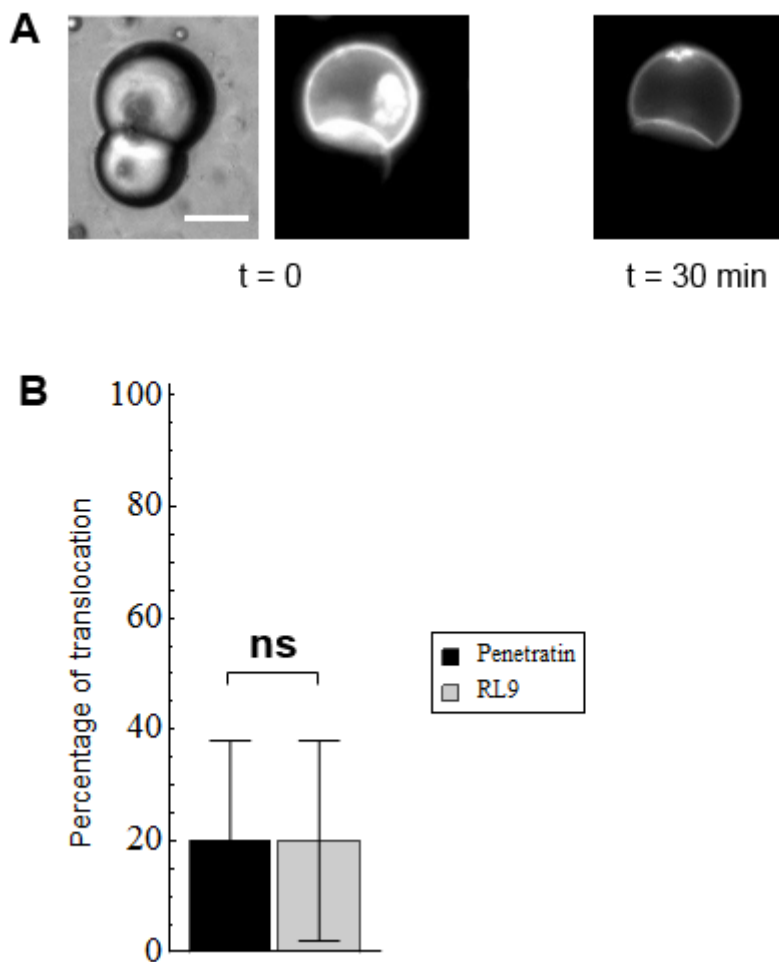 A
t = 0
t = 30 min
B
Percentage of translocation
100
80
60
40
20
0
ns
Penetratin
RL9